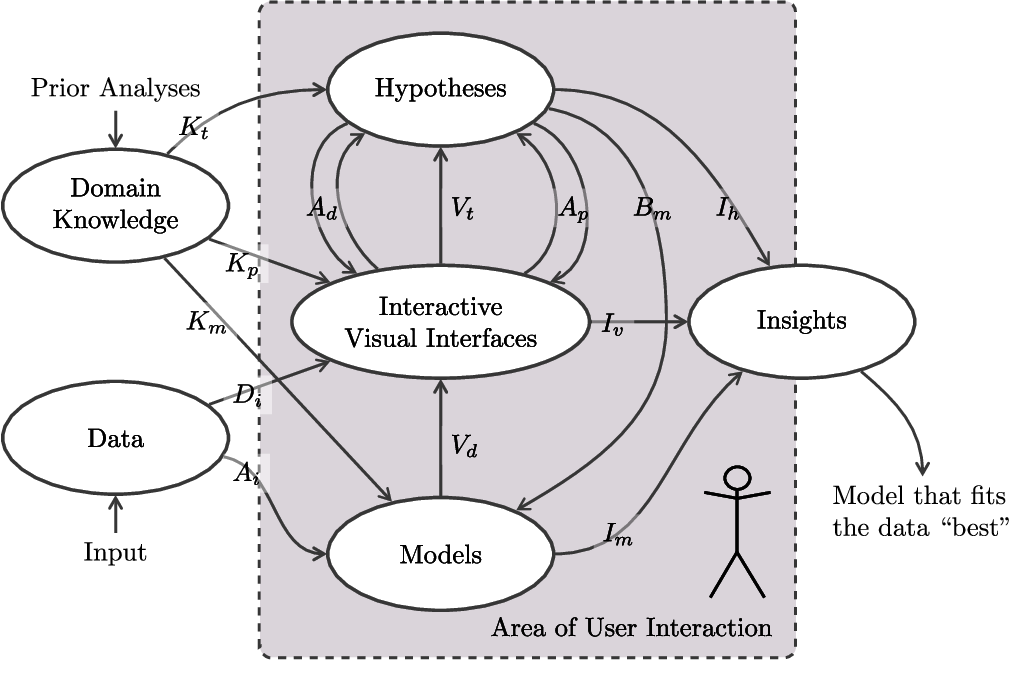 Prior Analyses
Hypotheses
K_t
Domain
Knowledge
A_d
V_t
A_p
B_m
I_h
K_p
Interactive
Visual Interfaces
K_m
I_v
Insights
D_i
Data
V_d
A_i
Input
Models
I_m
Model that fits
the data “best”
Area of User Interaction